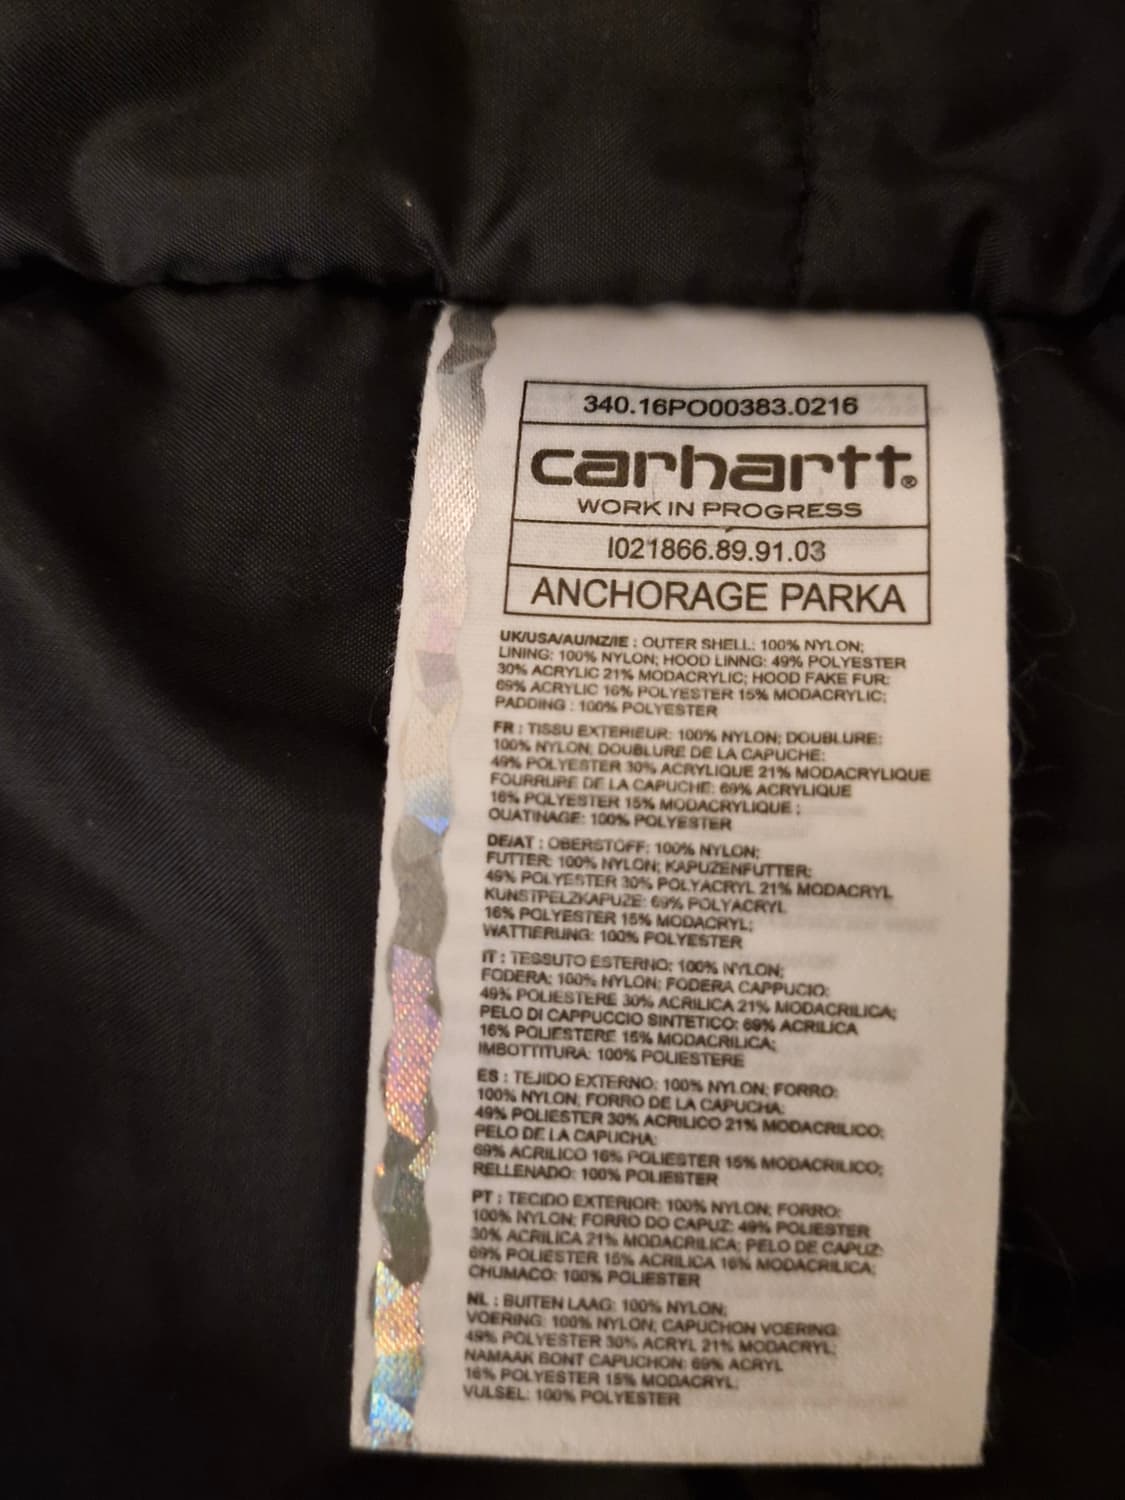 340.16PO00383.0216
carhartt®
WORK IN PROGRESS
I021866.89.91.03
ANCHORAGE PARKA
UK/USA/AU/NZ/IE : OUTER SHELL: 100% NYLON;
LINING: 100% NYLON; HOOD LINNG: 49% POLYESTER
30% ACRYLIC 21% MODACRYLIC; HOOD FAKE FUR:
69% ACRYLIC 16% POLYESTER 15% MODACRYLIC;
PADDING : 100% POLYESTER
FR : TISSU EXTERIEUR: 100% NYLON; DOUBLURE:
100% NYLON; DOUBLURE DE LA CAPUCHE:
49% POLYESTER 30% ACRYLIQUE 21% MODACRYLIQUE
FOURRURE DE LA CAPUCHE: 69% ACRYLIQUE
16% POLYESTER 15% MODACRYLIQUE ;
OUATINAGE: 100% POLYESTER
DE/AT : OBERSTOFF: 100% NYLON;
FUTTER: 100% NYLON; KAPUZENFUTTER:
49% POLYESTER 30% POLYACRYL 21% MODACRYL
KUNSTPELZKAPUZE: 69% POLYACRYL
16% POLYESTER 15% MODACRYL;
WATTIERUNG: 100% POLYESTER
IT : TESSUTO ESTERNO: 100% NYLON;
FODERA: 100% NYLON; FODERA CAPPUCIO:
49% POLIESTERE 30% ACRILICA 21% MODACRILICA;
PELO DI CAPPUCCIO SINTETICO: 69% ACRILICA
16% POLIESTERE 15% MODACRILICA;
IMBOTTITURA: 100% POLIESTERE
ES : TEJIDO EXTERNO: 100% NYLON; FORRO:
100% NYLON; FORRO DE LA CAPUCHA:
49% POLIESTER 30% ACRILICO 21% MODACRILICO;
PELO DE LA CAPUCHA:
69% ACRILICO 16% POLIESTER 15% MODACRILICO;
RELLENADO: 100% POLIESTER
PT : TECIDO EXTERIOR: 100% NYLON; FORRO:
100% NYLON; FORRO DO CAPUZ: 49% POLIESTER
30% ACRILICA 21% MODACRILICA; PELO DE CAPUZ:
69% POLIESTER 15% ACRILICA 16% MODACRILICA;
CHUMACO: 100% POLIESTER
NL : BUITEN LAAG: 100% NYLON;
VOERING: 100% NYLON; CAPUCHON VOERING:
49% POLYESTER 30% ACRYL 21% MODACRYL;
NAMAAK BONT CAPUCHON: 69% ACRYL
16% POLYESTER 15% MODACRYL;
VULSEL: 100% POLYESTER